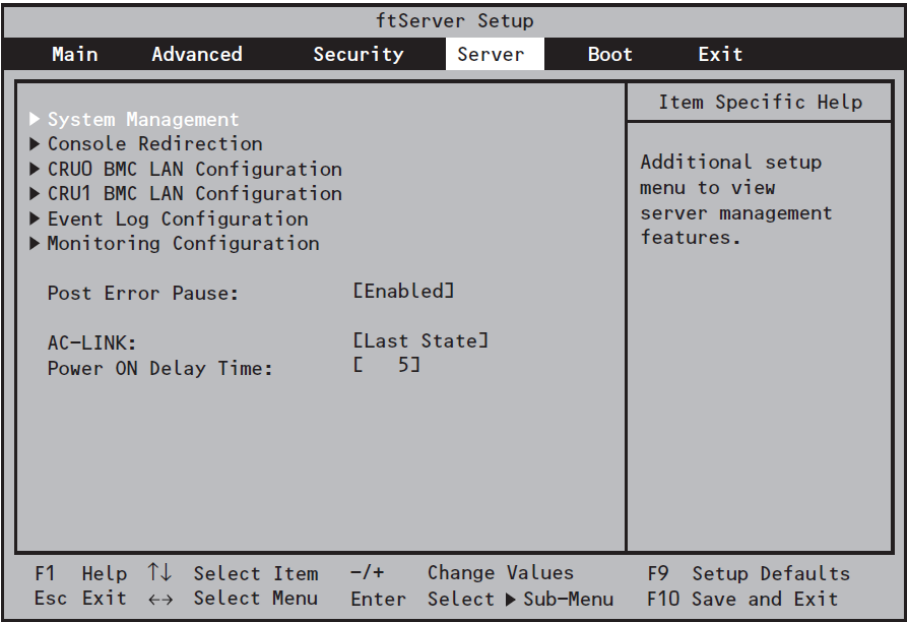 ftServer Setup
Main Advanced Security Server Boot Exit
▶ System Management
▶ Console Redirection
▶ CRU0 BMC LAN Configuration
▶ CRU1 BMC LAN Configuration
▶ Event Log Configuration
▶ Monitoring Configuration
Post Error Pause: [Enabled]
AC-LINK: [Last State]
Power ON Delay Time: [ 5]
Item Specific Help
Additional setup
menu to view
server management
features.
F1 Help ↑↓ Select Item -/+ Change Values F9 Setup Defaults
Esc Exit ←→ Select Menu Enter Select ▶ Sub-Menu F10 Save and Exit